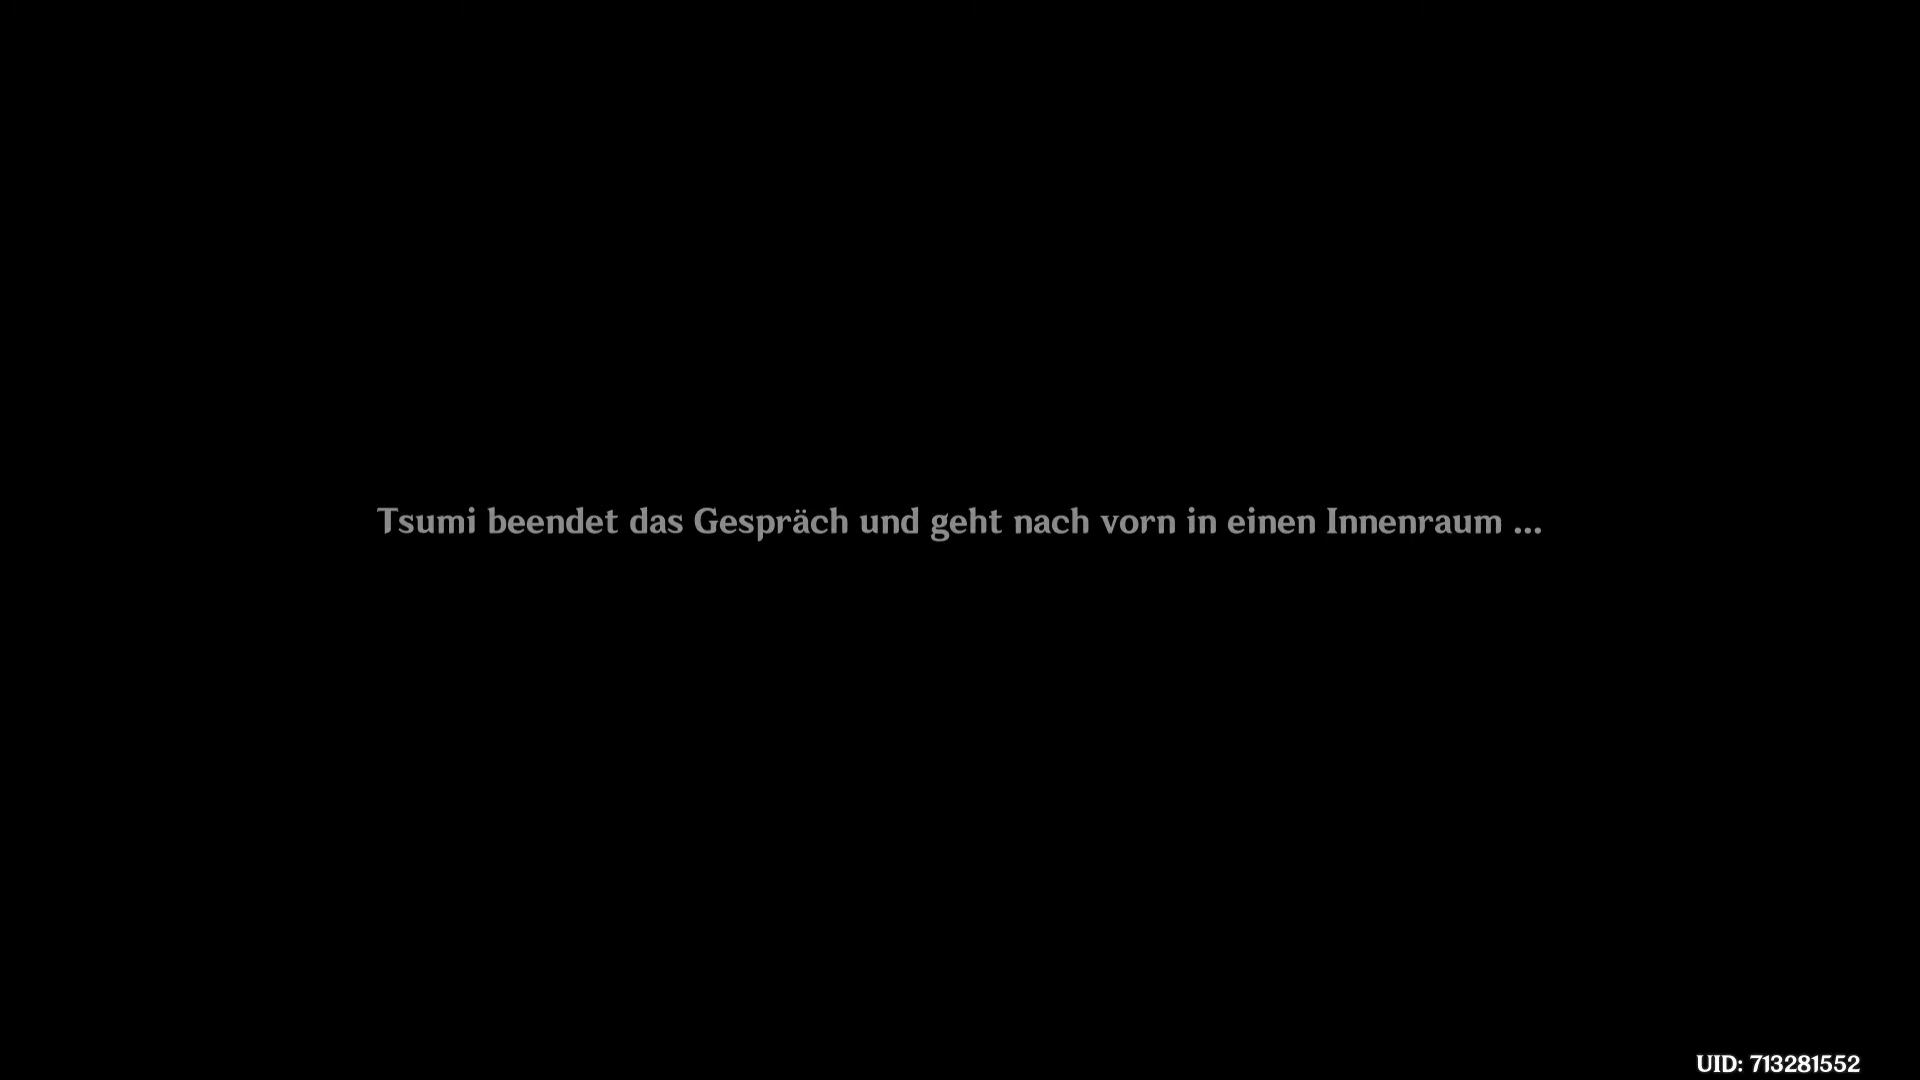 Tsumi beendet das Gespräch und geht nach vorn in einen Innenraum ...
UID: 713281552